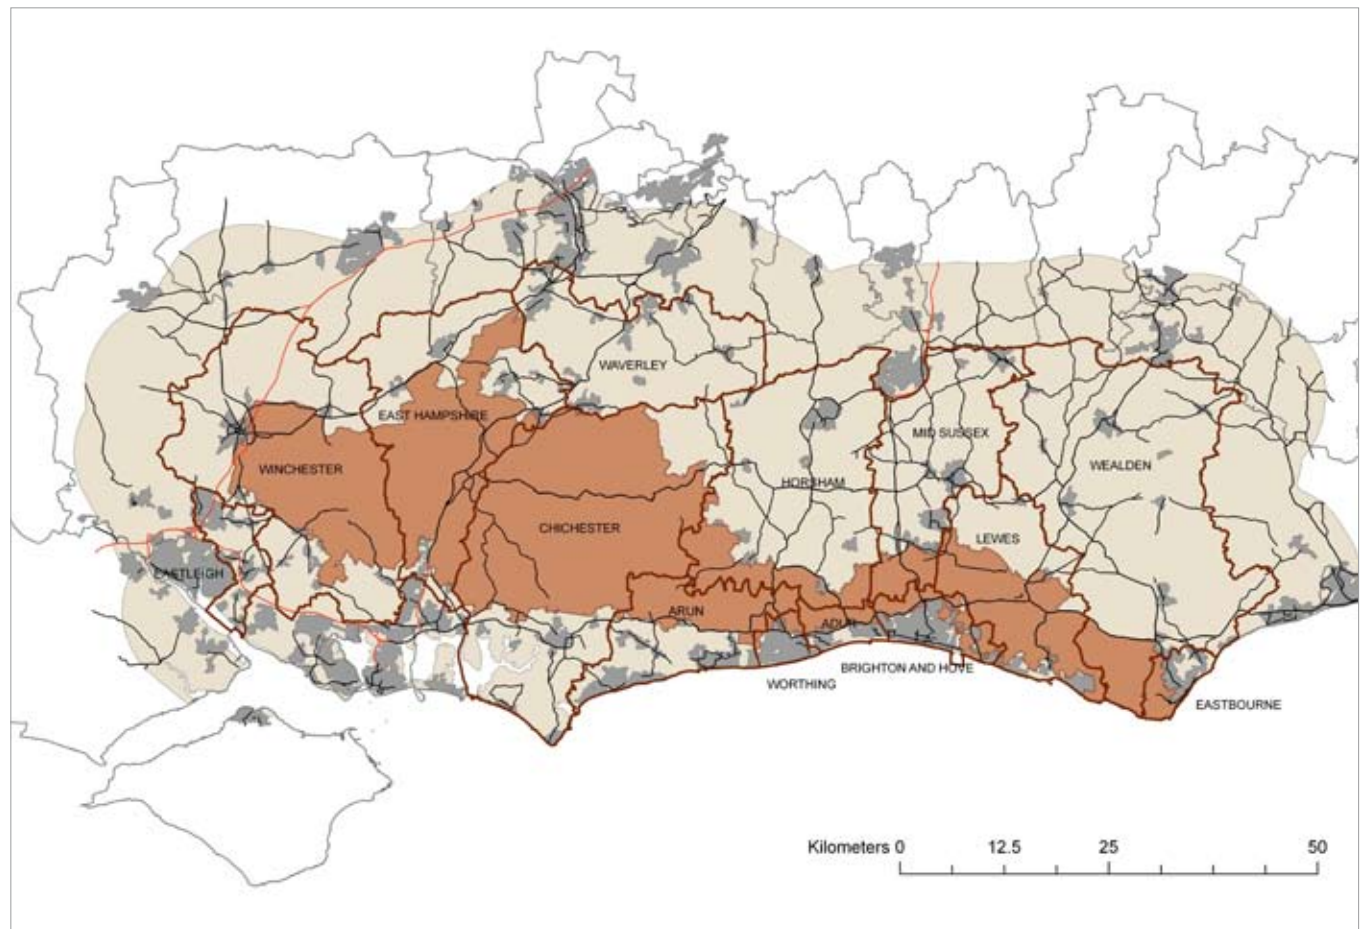 WAVERLEY
EAST HAMPSHIRE
MID SUSSEX
WINCHESTER
WEALDEN
HORSHAM
CHICHESTER
LEWES
EASTLEIGH
ARUN
ADUR
BRIGHTON AND HOVE
WORTHING
EASTBOURNE
Kilometers 0 12.5 25 50